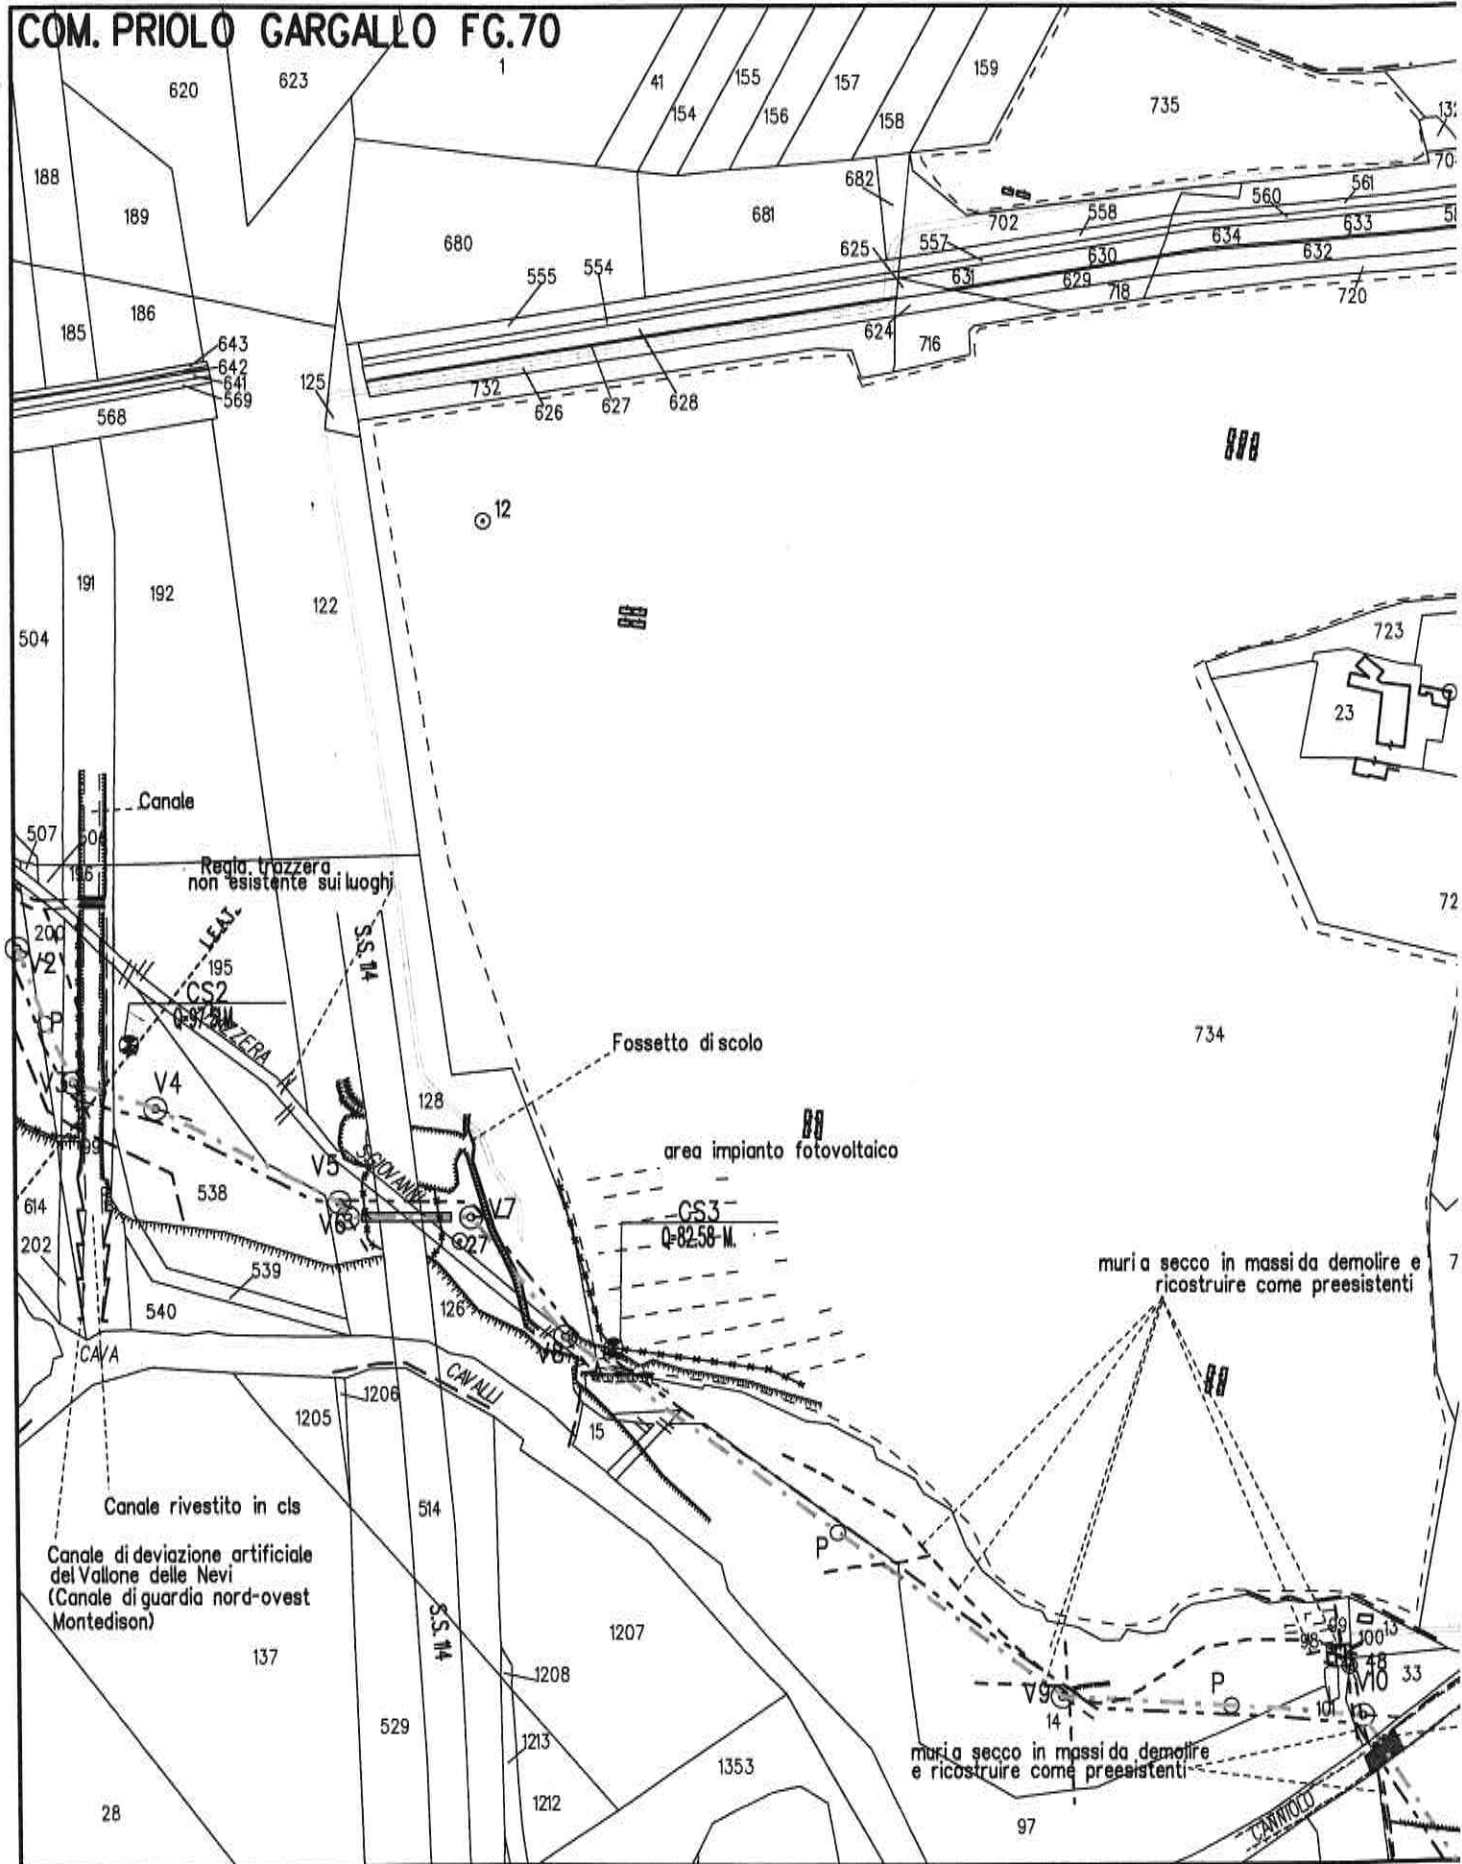 COM. PRIOLO GARGALLO FG.70
1
620
623
41
154
155
156
157
158
159
735
188
189
680
681
682
702
558
560
561
557
625
631
630
634
633
632
629
718
720
555
554
624
716
185
186
643
642
641
569
568
125
732
626
627
628
12
191
192
122
504
723
23
Canale
507
196
Regia trazzera
non esistente sui luoghi
200
V2
I.E.A.T.
195
S.S. 114
CS2
P
V4
734
Fossetto di scolo
128
area impianto fotovoltaico
V5
S.GIOVANNI
538
V6
V7
27
CS3
Q=82.58 M.
614
202
539
540
126
muri a secco in massi da demolire e
ricostruire come preesistenti
V8
CAVA
CAVALLI
1206
1205
15
Canale rivestito in cls
514
P
Canale di deviazione artificiale
del Vallone delle Nevi
(Canale di guardia nord-ovest
Montedison)
S.S. 114
137
1207
1208
98
99
100
13
48
33
V10
V9
14
P
101
529
1213
1353
muri a secco in massi da demolire
e ricostruire come preesistenti
28
1212
97
CANNIOLO